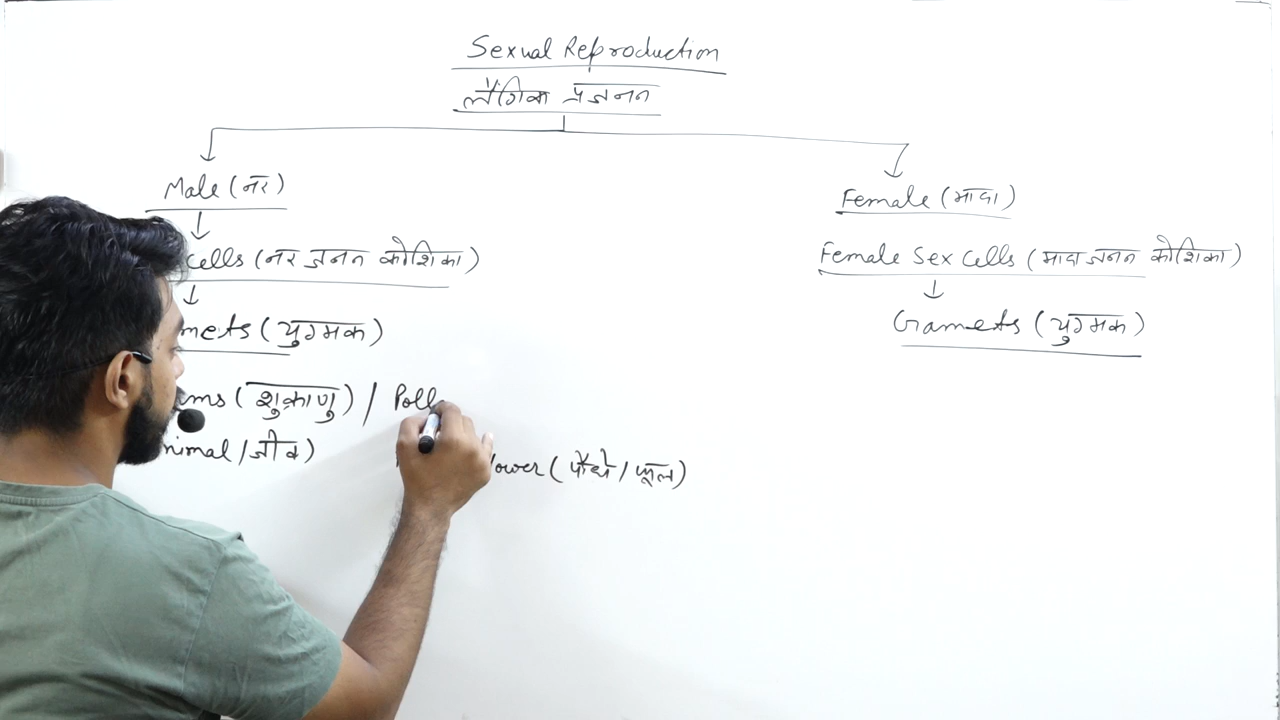 Sexual Reproduction
लैंगिक प्रजनन
Male (नर)
Female (मादा)
cells (नर जनन कोशिका)
Female Sex Cells (मादा जनन कोशिका)
mets (युग्मक)
Gamets (युग्मक)
ms (शुक्राणु) / Poll
nimal / जीव)
lower (पौधे / फूल)